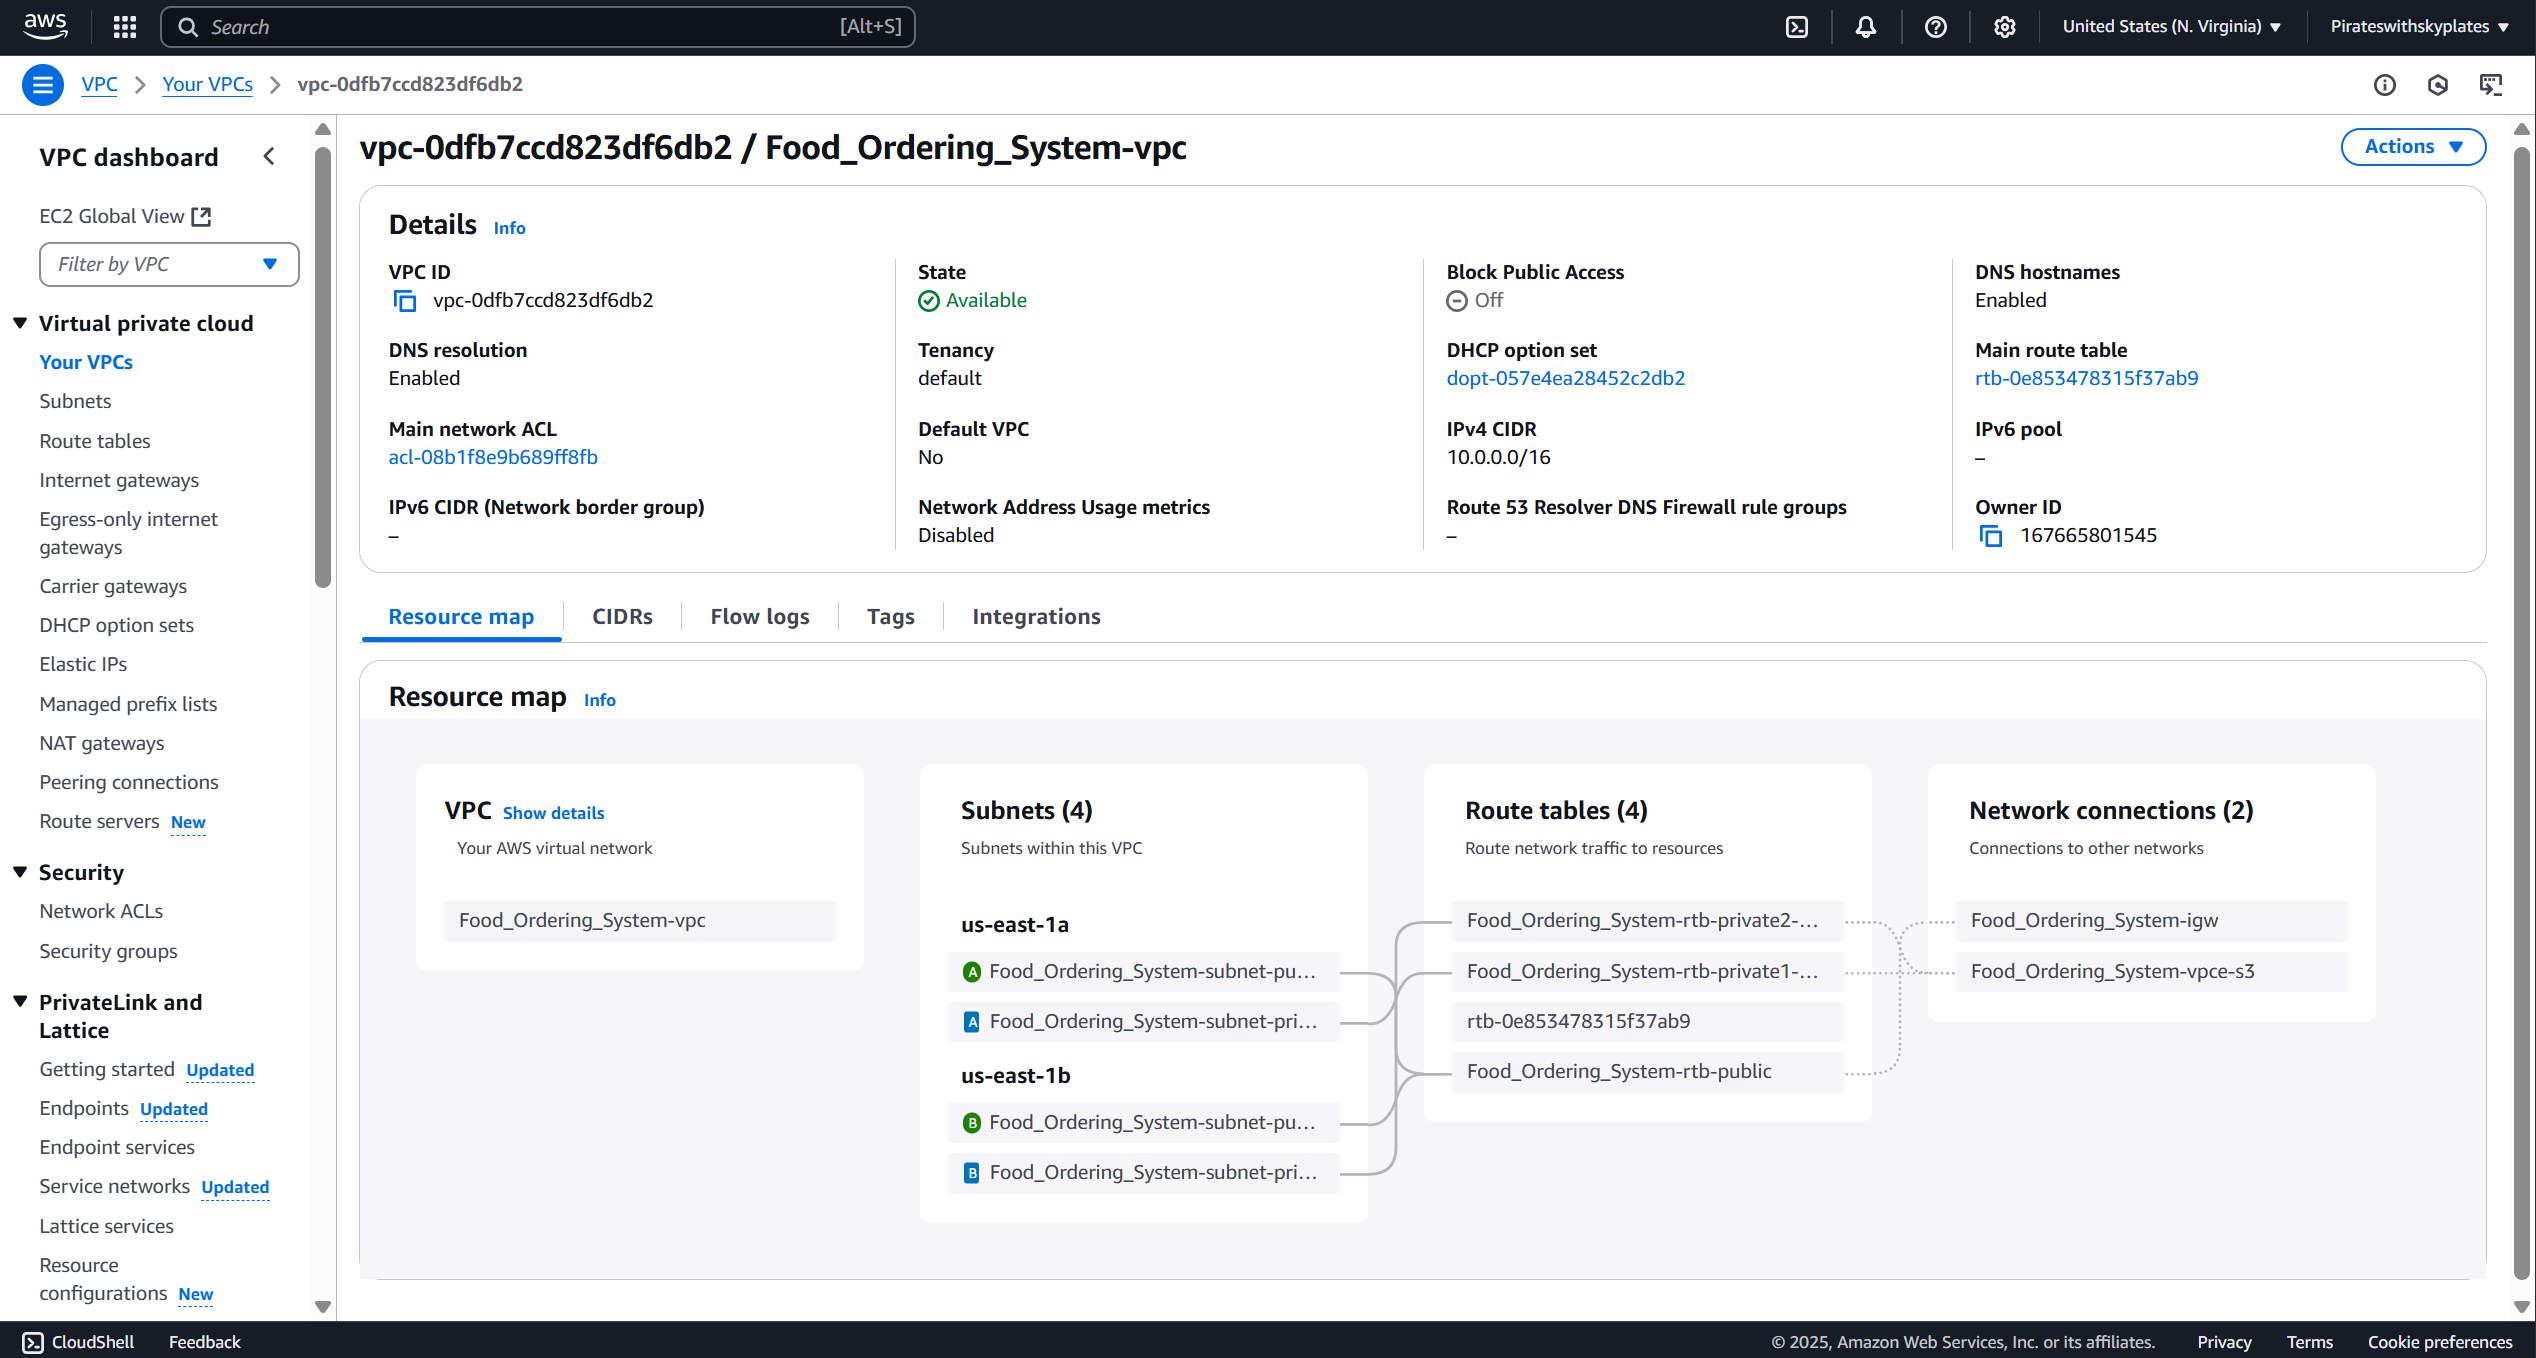 aws
Search [Alt+S]
United States (N. Virginia)
Pirateswithskyplates
VPC
Your VPCs
vpc-0dfb7ccd823df6db2
VPC dashboard
EC2 Global View
Filter by VPC
Virtual private cloud
Your VPCs
Subnets
Route tables
Internet gateways
Egress-only internet
gateways
Carrier gateways
DHCP option sets
Elastic IPs
Managed prefix lists
NAT gateways
Peering connections
Route servers New
Security
Network ACLs
Security groups
PrivateLink and
Lattice
Getting started Updated
Endpoints Updated
Endpoint services
Service networks Updated
Lattice services
Resource
configurations New
vpc-0dfb7ccd823df6db2 / Food_Ordering_System-vpc
Actions
Details Info
VPC ID
vpc-0dfb7ccd823df6db2
State
Available
Block Public Access
Off
DNS hostnames
Enabled
DNS resolution
Enabled
Tenancy
default
DHCP option set
dopt-057e4ea28452c2db2
Main route table
rtb-0e853478315f37ab9
Main network ACL
acl-08b1f8e9b689ff8fb
Default VPC
No
IPv4 CIDR
10.0.0.0/16
IPv6 pool
–
IPv6 CIDR (Network border group)
–
Network Address Usage metrics
Disabled
Route 53 Resolver DNS Firewall rule groups
–
Owner ID
167665801545
Resource map
CIDRs
Flow logs
Tags
Integrations
Resource map Info
VPC Show details
Your AWS virtual network
Food_Ordering_System-vpc
Subnets (4)
Subnets within this VPC
us-east-1a
A Food_Ordering_System-subnet-pu...
A Food_Ordering_System-subnet-pri...
us-east-1b
B Food_Ordering_System-subnet-pu...
B Food_Ordering_System-subnet-pri...
Route tables (4)
Route network traffic to resources
Food_Ordering_System-rtb-private2-...
Food_Ordering_System-rtb-private1-...
rtb-0e853478315f37ab9
Food_Ordering_System-rtb-public
Network connections (2)
Connections to other networks
Food_Ordering_System-igw
Food_Ordering_System-vpce-s3
CloudShell
Feedback
© 2025, Amazon Web Services, Inc. or its affiliates.
Privacy
Terms
Cookie preferences